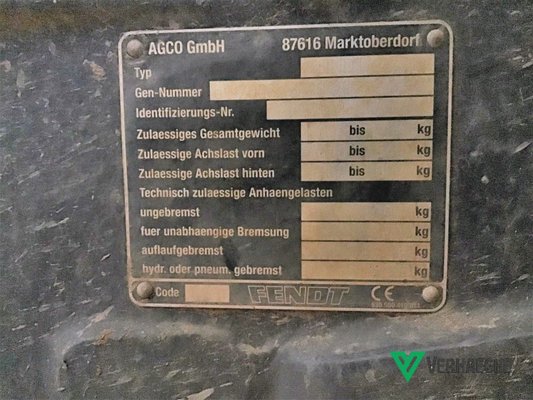 AGCO GmbH 87616 Marktoberdorf
Typ
Gen-Nummer
Identifizierungs-Nr.
Zulaessiges Gesamtgewicht bis kg
Zulaessige Achslast vorn bis kg
Zulaessige Achslast hinten bis kg
Technisch zulaessige Anhaengelasten
ungebremst kg
fuer unabhaengige Bremsung kg
auflaufgebremst kg
hydr. oder pneum. gebremst kg
Code FENDT CE
VERHAEGHE